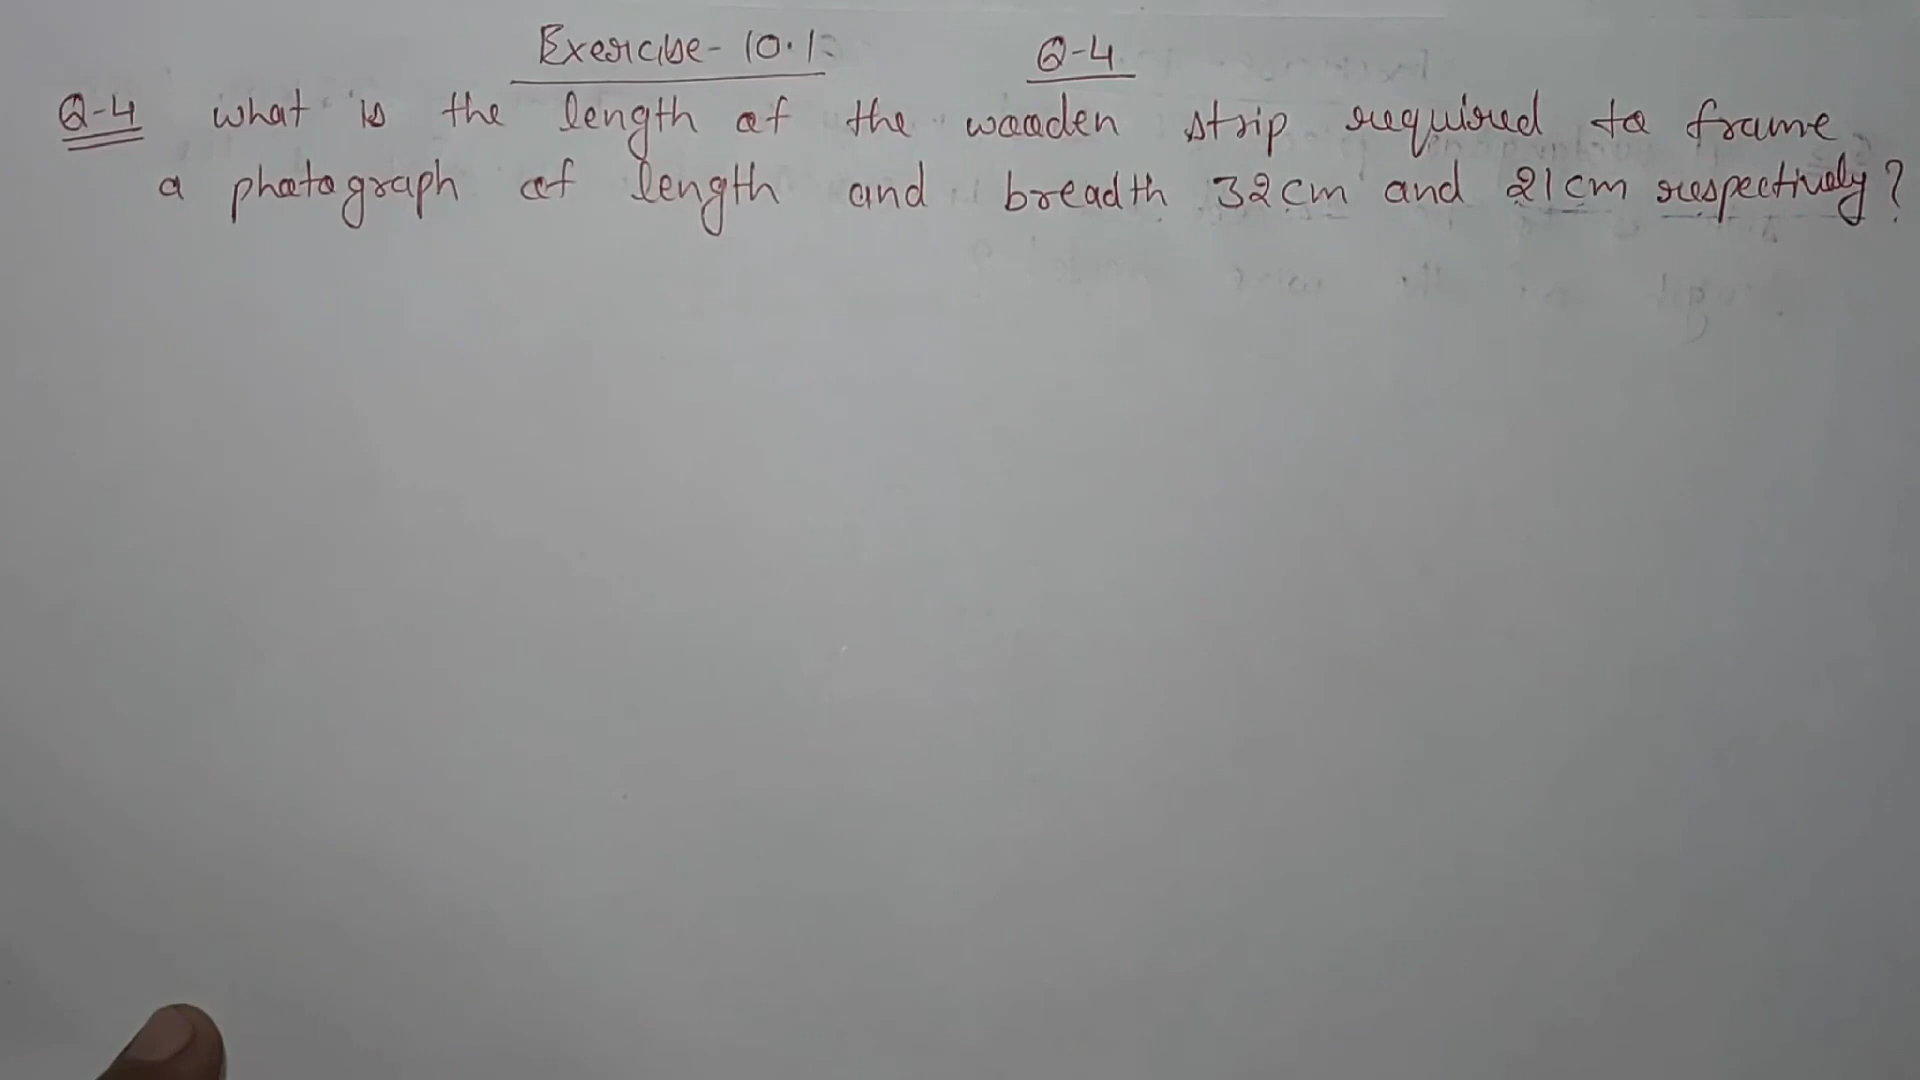 Exercise- 10.1 Q-4
Q-4 what is the length of the wooden strip required to frame
a photograph of length and breadth 32cm and 21cm respectively?